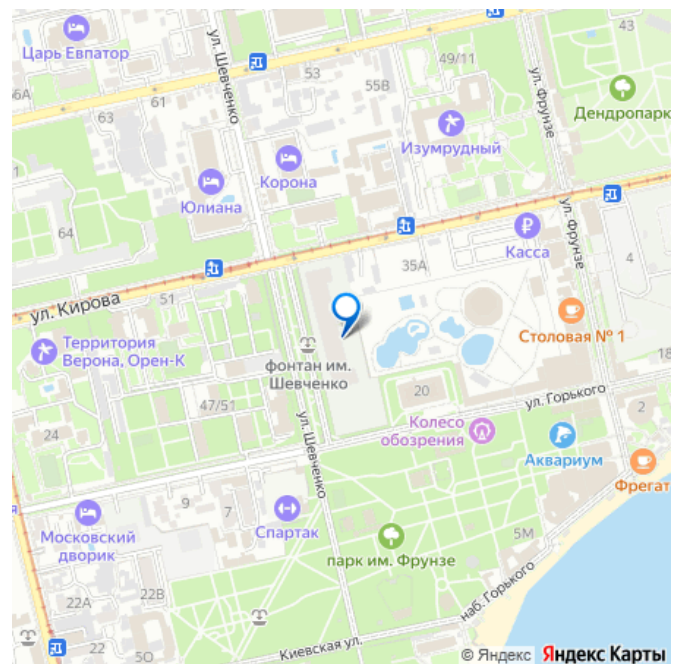 Царь Евпатор
ул. Шевченко
49/11
43
53
55В
61
63
ул. Фрунзе
Дендропарк
Изумрудный
Корона
Юлиана
64
Касса
ул. Фрунзе
35А
4
ул. Кирова
51
Территория
Верона, Орен-К
Столовая № 1
фонтан им.
Шевченко
18
20
ул. Горького
47/51
24
ул. Шевченко
Колесо
обозрения
2
Аквариум
Фрегат
9
7
Московский
дворик
Спартак
5М
парк им. Фрунзе
22А
22В
наб. Горького
22
50
Киевская ул.
© Яндекс Яндекс Карты